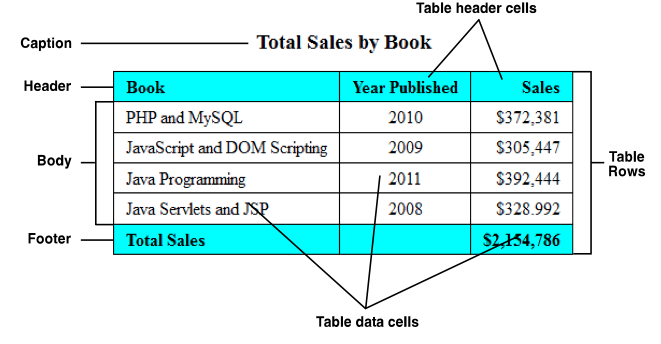 Table header cells
Caption Total Sales by Book
Header Book Year Published Sales
PHP and MySQL 2010 $372,381
JavaScript and DOM Scripting 2009 $305,447
Body
Table
Rows
Java Programming 2011 $392,444
Java Servlets and JSP 2008 $328.992
Footer Total Sales $2,154,786
Table data cells